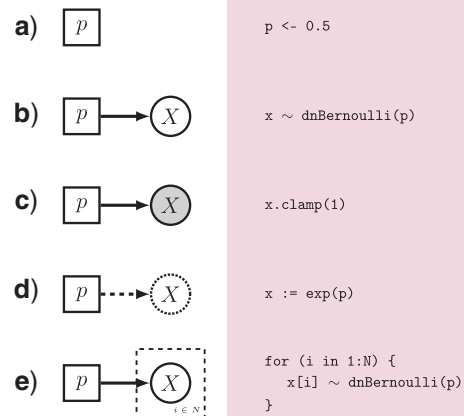 a) p p <- 0.5
b) p X x ~ dnBernoulli(p)
c) p X x.clamp(1)
d) p X x := exp(p)
e) p X i ∈ N
for (i in 1:N) {
x[i] ~ dnBernoulli(p)
}